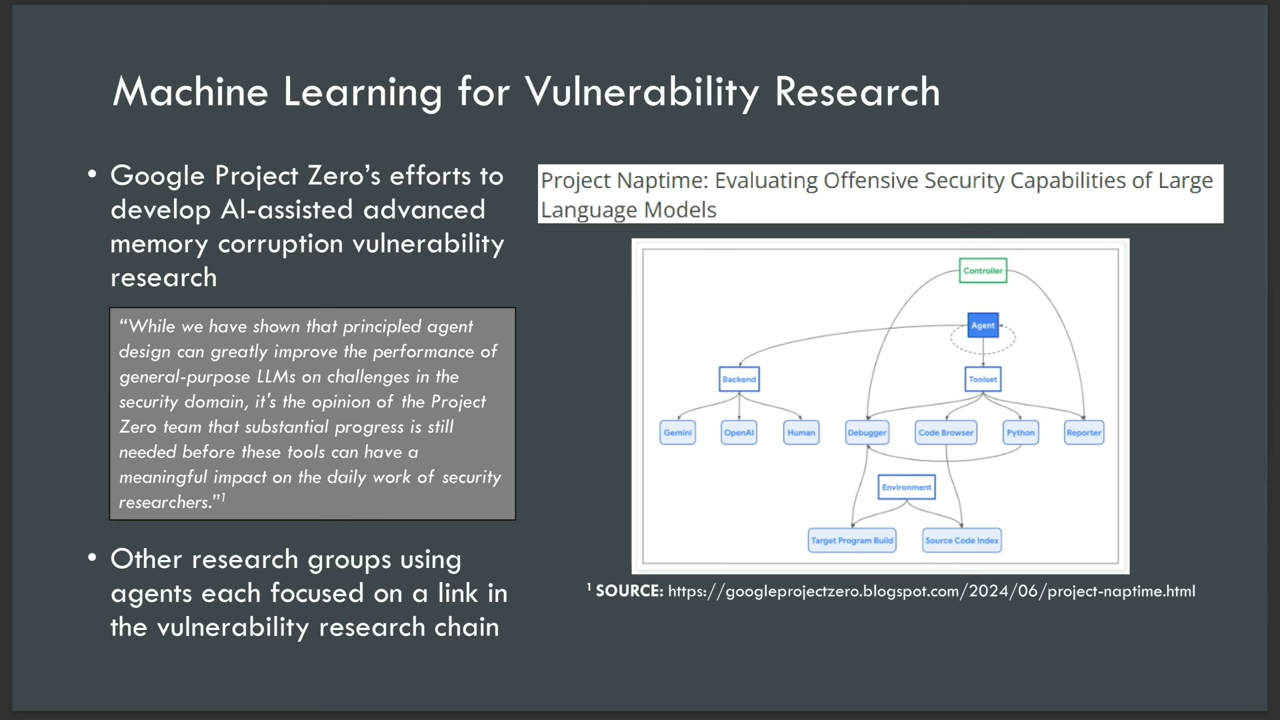 Machine Learning for Vulnerability Research
• Google Project Zero’s efforts to
develop AI-assisted advanced
memory corruption vulnerability
research
“While we have shown that principled agent
design can greatly improve the performance of
general-purpose LLMs on challenges in the
security domain, it's the opinion of the Project
Zero team that substantial progress is still
needed before these tools can have a
meaningful impact on the daily work of security
researchers.”1
• Other research groups using
agents each focused on a link in
the vulnerability research chain
Project Naptime: Evaluating Offensive Security Capabilities of Large
Language Models
Controller
Agent
Backend
Toolset
Gemini
OpenAI
Human
Debugger
Code Browser
Python
Reporter
Environment
Target Program Build
Source Code Index
1 SOURCE: https://googleprojectzero.blogspot.com/2024/06/project-naptime.html